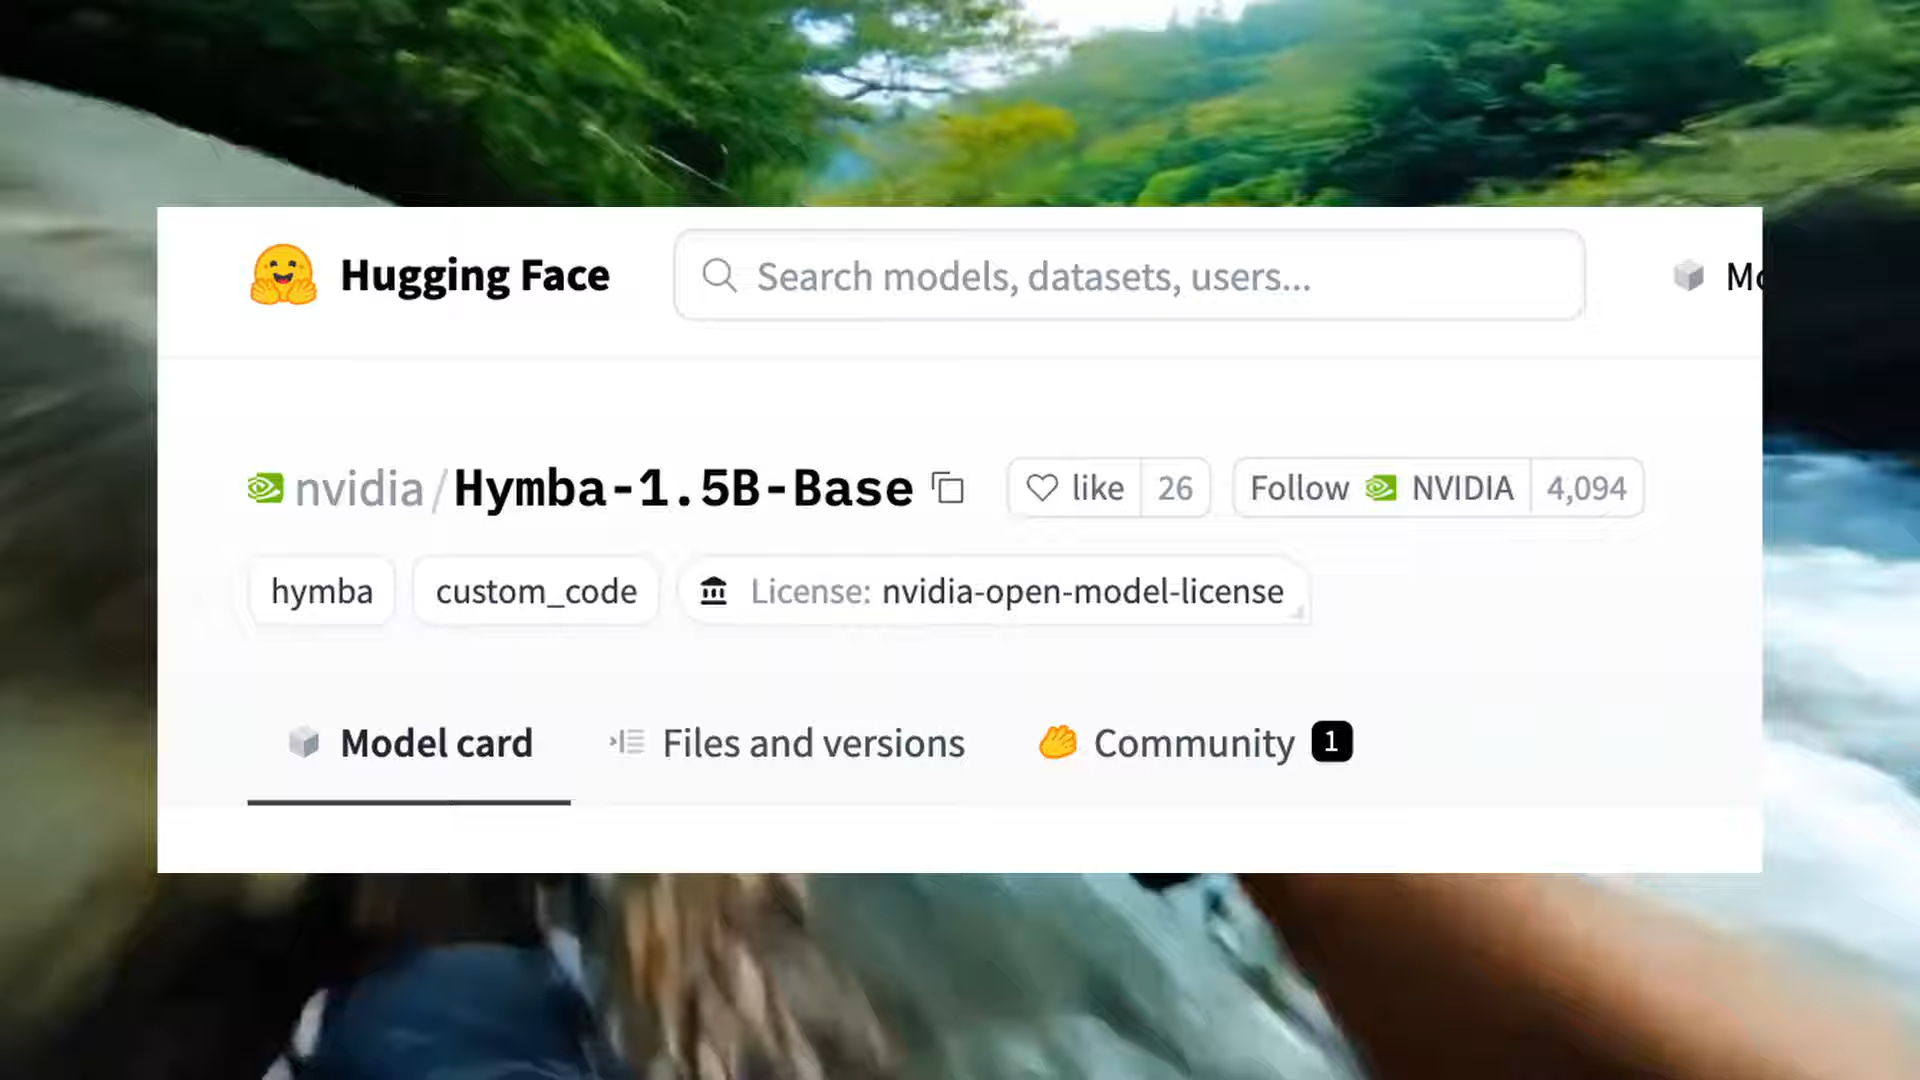 Hugging Face
Search models, datasets, users...
nvidia/Hymba-1.5B-Base
like 26
Follow NVIDIA 4,094
hymba
custom_code
License: nvidia-open-model-license
Model card
Files and versions
Community 1